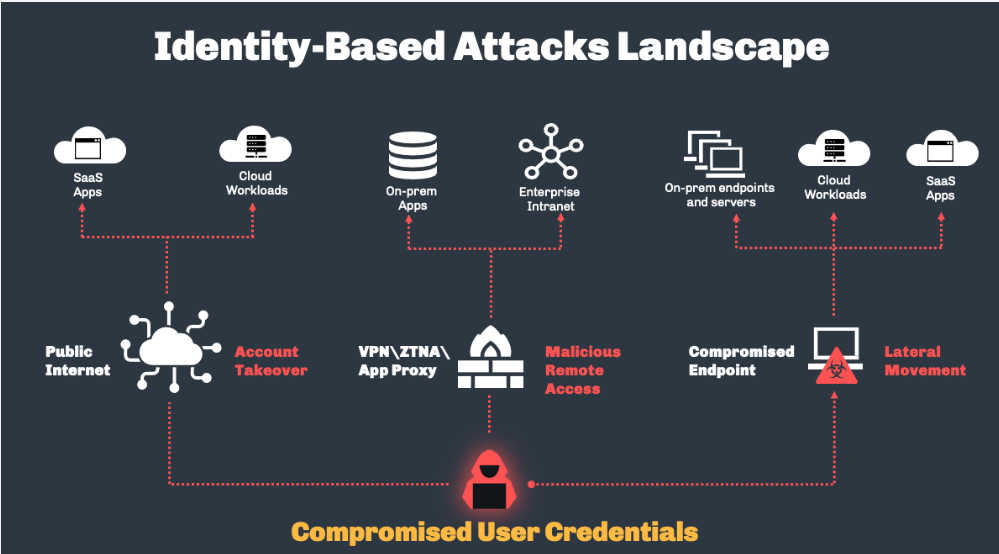 Identity-Based Attacks Landscape
SaaS
Apps
Cloud
Workloads
On-prem
Apps
Enterprise
Intranet
On-prem endpoints
and servers
Cloud
Workloads
SaaS
Apps
Public
Internet
Account
Takeover
VPN\ZTNA\
App Proxy
Malicious
Remote
Access
Compromised
Endpoint
Lateral
Movement
Compromised User Credentials